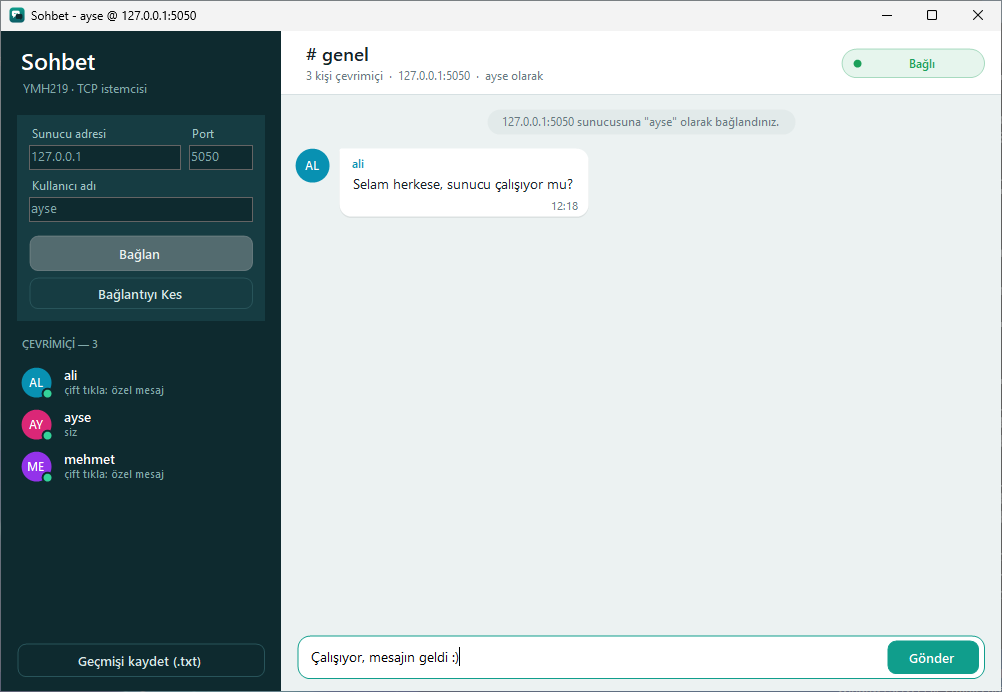 Sohbet - ayse @ 127.0.0.1:5050
Sohbet
YMH219 · TCP istemcisi
Sunucu adresi
Port
127.0.0.1
5050
Kullanıcı adı
ayse
Bağlan
Bağlantıyı Kes
ÇEVRİMİÇİ — 3
AL
ali
çift tıkla: özel mesaj
AY
ayse
siz
ME
mehmet
çift tıkla: özel mesaj
Geçmişi kaydet (.txt)
# genel
3 kişi çevrimiçi · 127.0.0.1:5050 · ayse olarak
Bağlı
127.0.0.1:5050 sunucusuna "ayse" olarak bağlandınız.
AL
ali
Selam herkese, sunucu çalışıyor mu?
12:18
Çalışıyor, mesajın geldi :)
Gönder